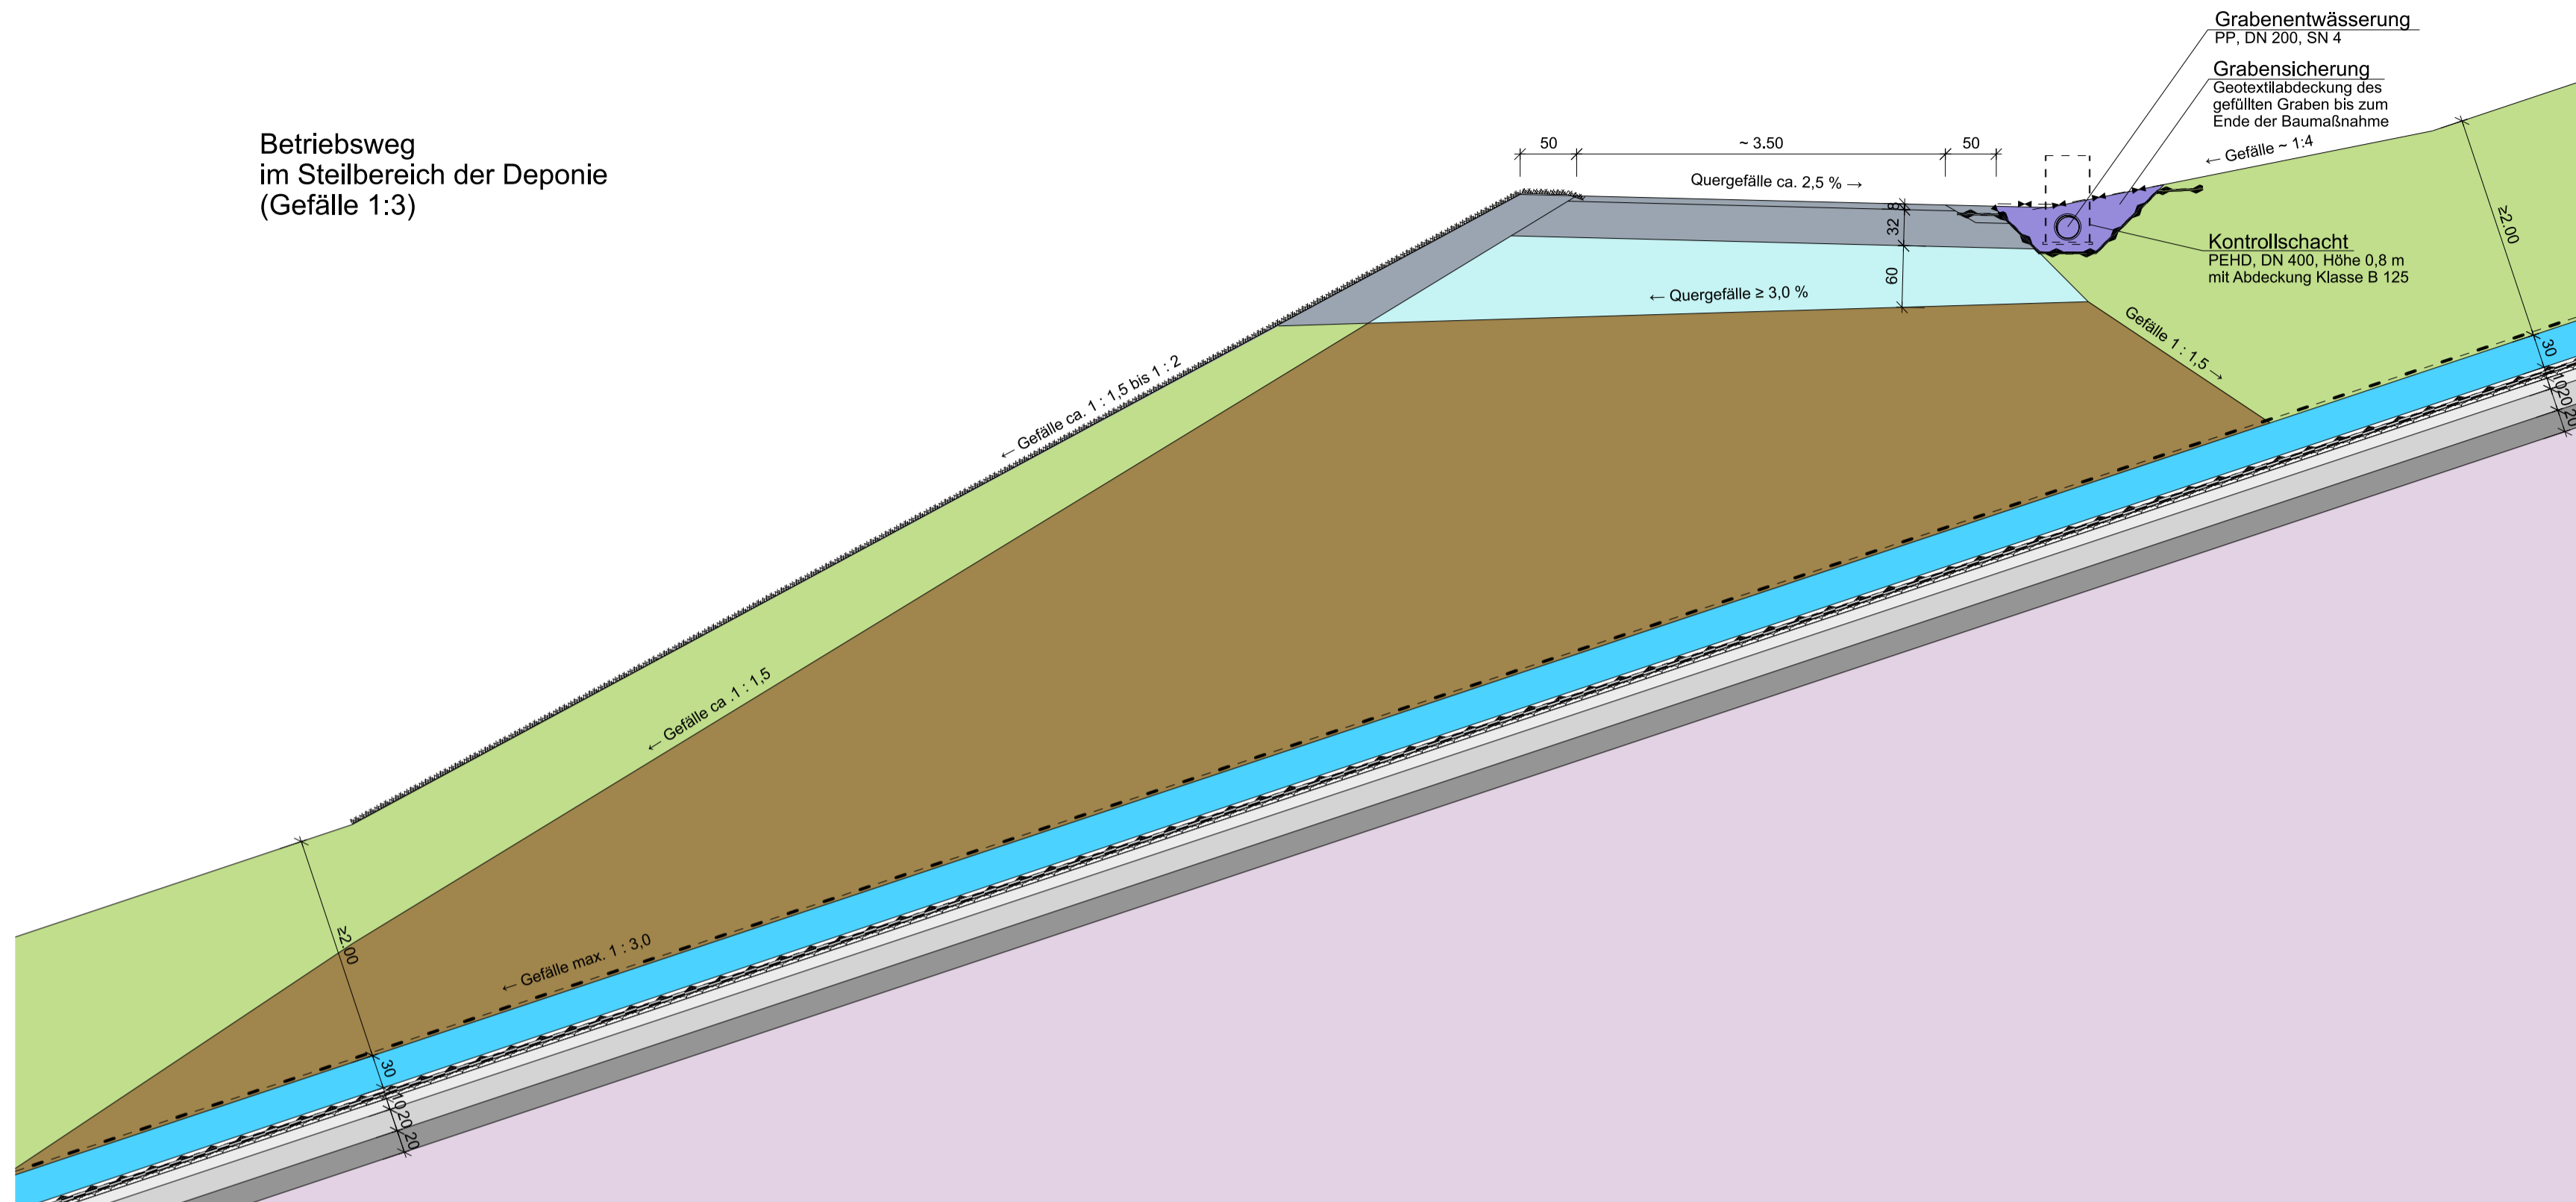 Betriebsweg
im Steilbereich der Deponie
(Gefälle 1:3)
Grabenentwässerung
PP, DN 200, SN 4
Grabensicherung
Geotextilabdeckung des
gefüllten Graben bis zum
Ende der Baumaßnahme
← Gefälle ~ 1:4
50
~ 3.50
50
Quergefälle ca. 2,5 % →
8
32
60
← Quergefälle ≥ 3,0 %
Kontrollschacht
PEHD, DN 400, Höhe 0,8 m
mit Abdeckung Klasse B 125
≥2.00
Gefälle 1 : 1,5 →
30
10
20
20
← Gefälle ca. 1 : 1,5 bis 1 : 2
← Gefälle ca .1 : 1,5
← Gefälle max. 1 : 3,0
≥2.00
30
10
20
20